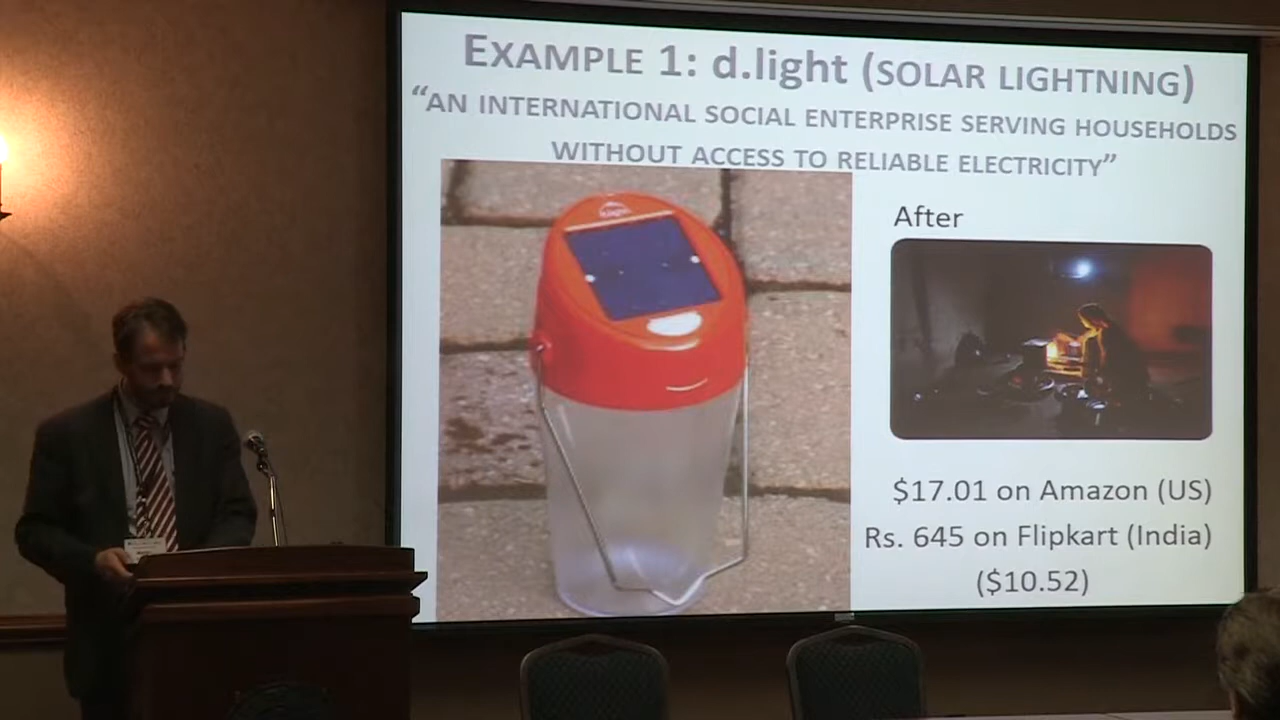 EXAMPLE 1: d.light (SOLAR LIGHTNING)
“AN INTERNATIONAL SOCIAL ENTERPRISE SERVING HOUSEHOLDS
WITHOUT ACCESS TO RELIABLE ELECTRICITY”
After
$17.01 on Amazon (US)
Rs. 645 on Flipkart (India)
($10.52)